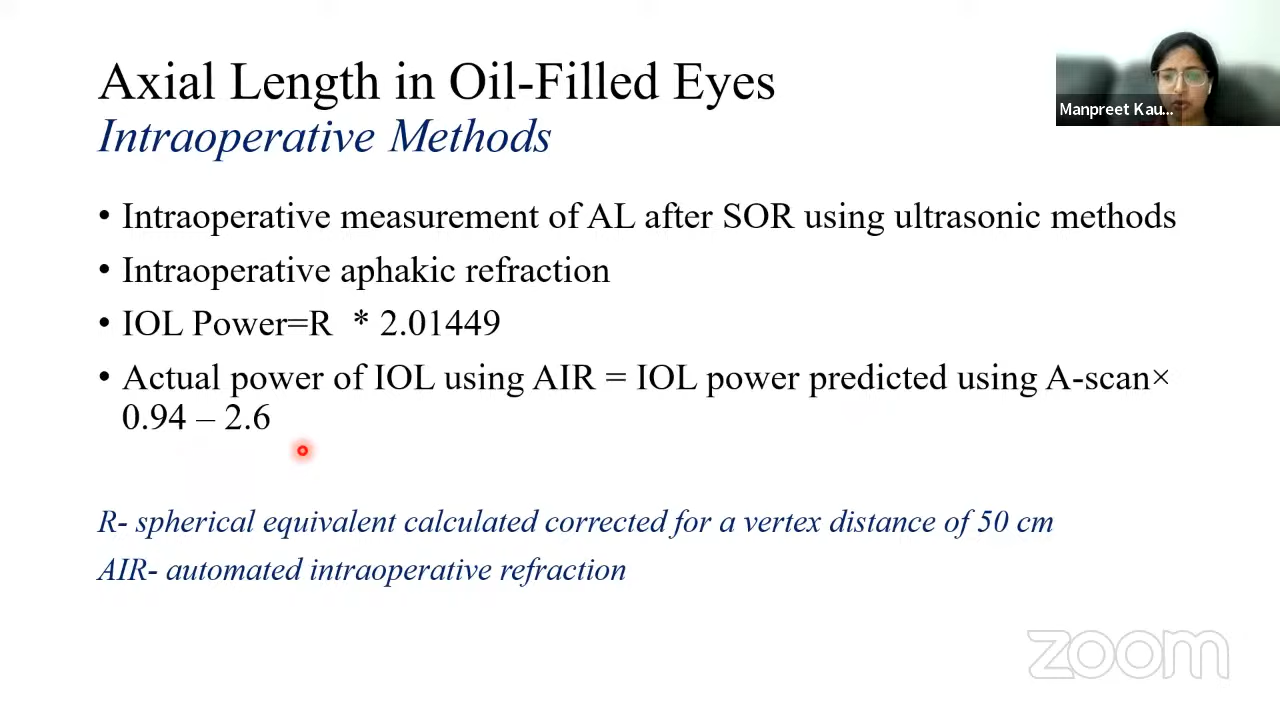 Axial Length in Oil-Filled Eyes
Intraoperative Methods
Manpreet Kau...
• Intraoperative measurement of AL after SOR using ultrasonic methods
• Intraoperative aphakic refraction
• IOL Power=R * 2.01449
• Actual power of IOL using AIR = IOL power predicted using A-scan×
0.94 – 2.6
R- spherical equivalent calculated corrected for a vertex distance of 50 cm
AIR- automated intraoperative refraction
zoom